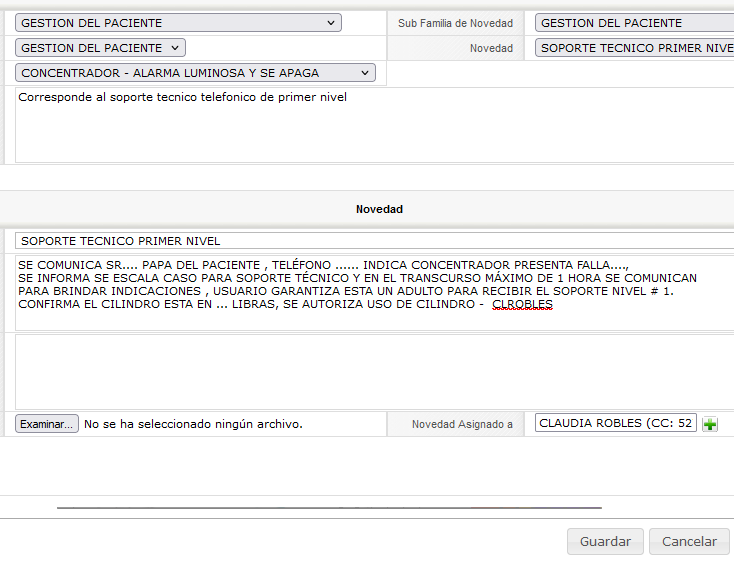 GESTION DEL PACIENTE Sub Familia de Novedad GESTION DEL PACIENTE
GESTION DEL PACIENTE Novedad SOPORTE TECNICO PRIMER NIVE
CONCENTRADOR - ALARMA LUMINOSA Y SE APAGA
Corresponde al soporte tecnico telefonico de primer nivel
Novedad
SOPORTE TECNICO PRIMER NIVEL
SE COMUNICA SR.... PAPA DEL PACIENTE , TELÉFONO ...... INDICA CONCENTRADOR PRESENTA FALLA....,
SE INFORMA SE ESCALA CASO PARA SOPORTE TÉCNICO Y EN EL TRANSCURSO MÁXIMO DE 1 HORA SE COMUNICAN
PARA BRINDAR INDICACIONES , USUARIO GARANTIZA ESTA UN ADULTO PARA RECIBIR EL SOPORTE NIVEL # 1.
CONFIRMA EL CILINDRO ESTA EN ... LIBRAS, SE AUTORIZA USO DE CILINDRO - CLROBLES
Examinar... No se ha seleccionado ningún archivo. Novedad Asignado a CLAUDIA ROBLES (CC: 52
Guardar Cancelar